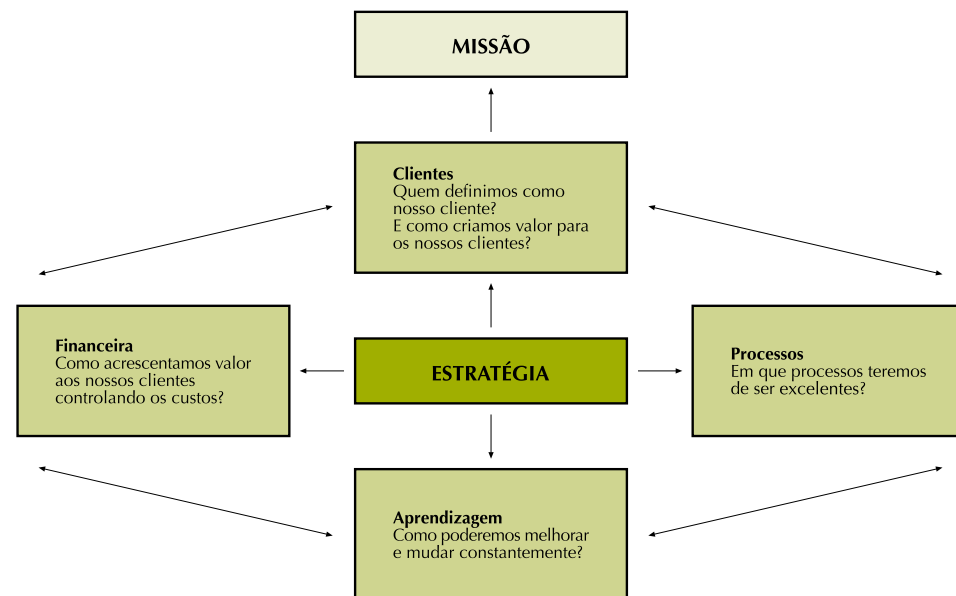 MISSÃO
Clientes
Quem definimos como
nosso cliente?
E como criamos valor para
os nossos clientes?
Financeira
Como acrescentamos valor
aos nossos clientes
controlando os custos?
ESTRATÉGIA
Processos
Em que processos teremos
de ser excelentes?
Aprendizagem
Como poderemos melhorar
e mudar constantemente?